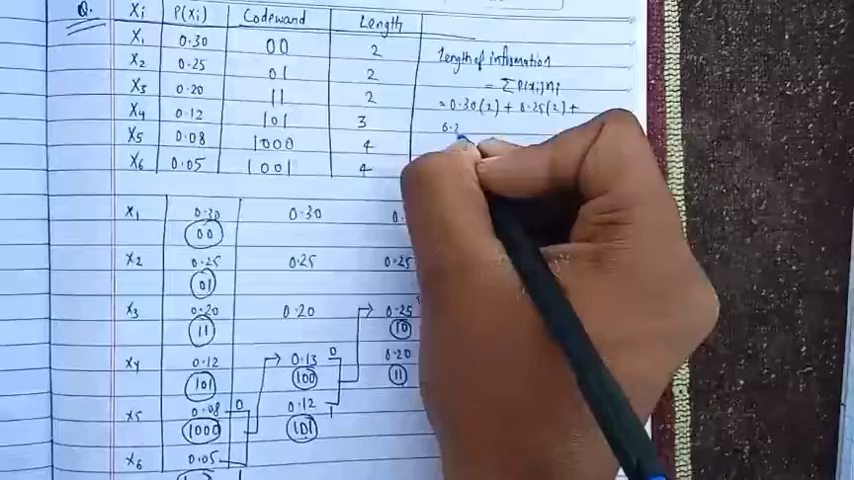 Q. Xi P(xi) Codeward Length
X1 0.30 00 2
X2 0.25 01 2
X3 0.20 11 2
X4 0.12 101 3
X5 0.08 1000 4
X6 0.05 1001 4
length of information
= ΣP(xi)ni
= 0.30(2) + 0.25(2) +
0.2
X1 0.30 0.30
00
X2 0.25 0.25 0.25
01
X3 0.20 0.20 0.25
11 10
X4 0.12 0.13 0 0.20
101 100 11
X5 0.08 0 0.12 1
1000 101
X6 0.05 1